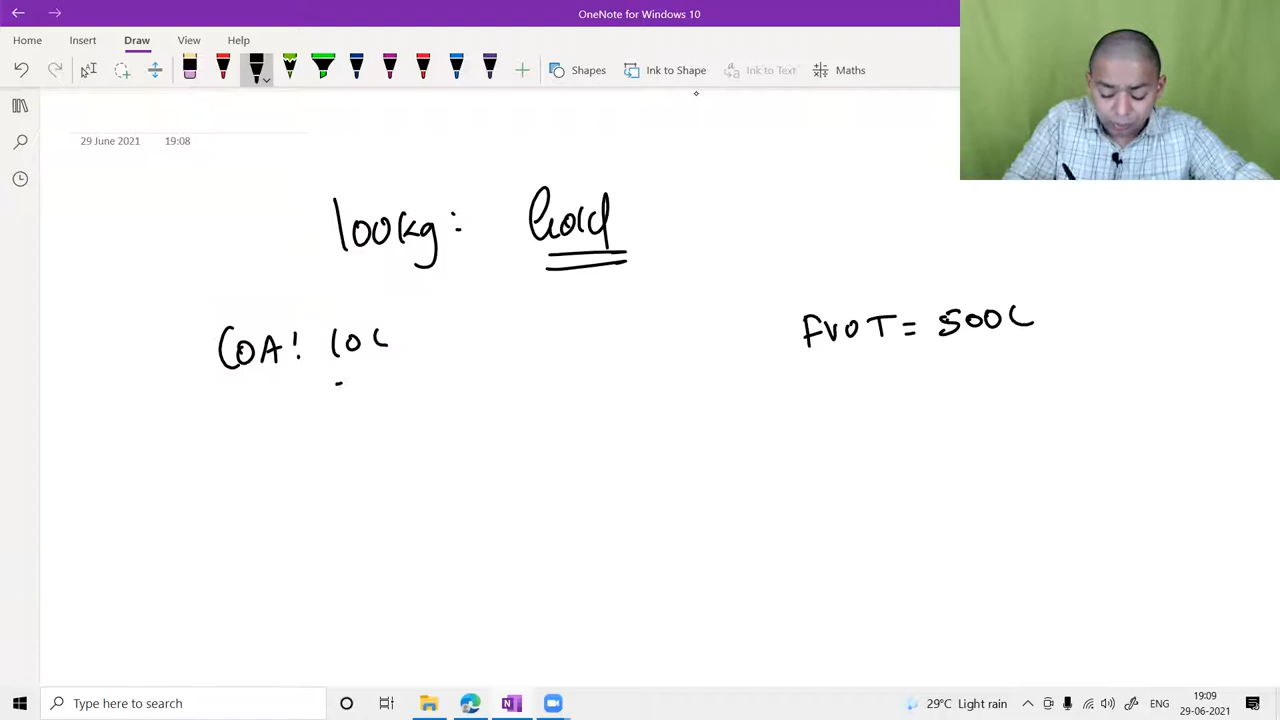 OneNote for Windows 10
Home Insert Draw View Help
Shapes Ink to Shape Ink to Text Maths
29 June 2021 19:08
100kg: Gold
COA: 10C
FVOT = 500C
Type here to search
29°C Light rain ENG 19:09
29-06-2021